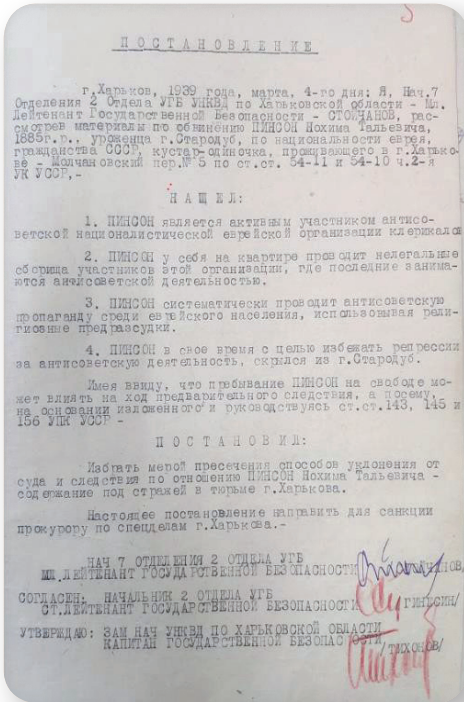 ПОСТАНОВЛЕНИЕ
г.Харьков, 1939 года, марта, 4-го дня: Я, Нач.7
Отделения 2 Отдела УГБ УНКВД по Харьковской области - Мл.
Лейтенант Государственной Безопасности - СТОЙЧАНОВ, рас-
смотрев материалы по обвинению ПИНСОН Нохима Тальевича,
1885г.р., уроженца г.Стародуб, по национальности еврея,
гражданства СССР, кустар-одиночка, проживающего в г.Харько-
ве - Молчановский пер.№ 5 по ст.ст. 54-11 и 54-10 ч.2-я
УК УССР,-
НАШЕЛ:
1. ПИНСОН является активным участником антисо-
ветской националистической еврейской организации клерикалов
2. ПИНСОН у себя на квартире проводит нелегальные
сборища участников этой организации, где последние занима-
ются антисоветской деятельностью.
3. ПИНСОН систематически проводит антисоветскую
пропаганду среди еврейского населения, использовывая рели-
гиозные предрассудки.
4. ПИНСОН в свое время с целью избежать репрессии
за антисоветскую деятельность, скрылся из г.Стародуб.
Имея ввиду, что пребывание ПИНСОН на свободе мо-
жет влиять на ход предварительного следствия, а посему,
на основании изложенного и руководствуясь ст.ст.143, 145 и
156 УПК УССР -
ПОСТАНОВИЛ:
Избрать мерой пресечения способов уклонения от
суда и следствия по отношению ПИНСОН Нохима Тальевича -
содержание под стражей в тюрьме г.Харькова.
Настоящее постановление направить для санкции
прокурору по спецделам г.Харькова.-
НАЧ 7 ОТДЕЛЕНИЯ 2 ОТДЕЛА УГБ
МЛ.ЛЕЙТЕНАНТ ГОСУДАРСТВЕННОЙ БЕЗОПАСНОСТИ
СОГЛАСЕН: НАЧАЛЬНИК 2 ОТДЕЛА УГБ
СТ.ЛЕЙТЕНАНТ ГОСУДАРСТВЕННОЙ БЕЗОПАСНОСТИ /ГИНЕСИН/
УТВЕРЖДАЮ: ЗАМ НАЧ УНКВД ПО ХАРЬКОВСКОЙ ОБЛАСТИ
КАПИТАН ГОСУДАРСТВЕННОЙ БЕЗОПАСНОСТИ /ТИХОНОВ/